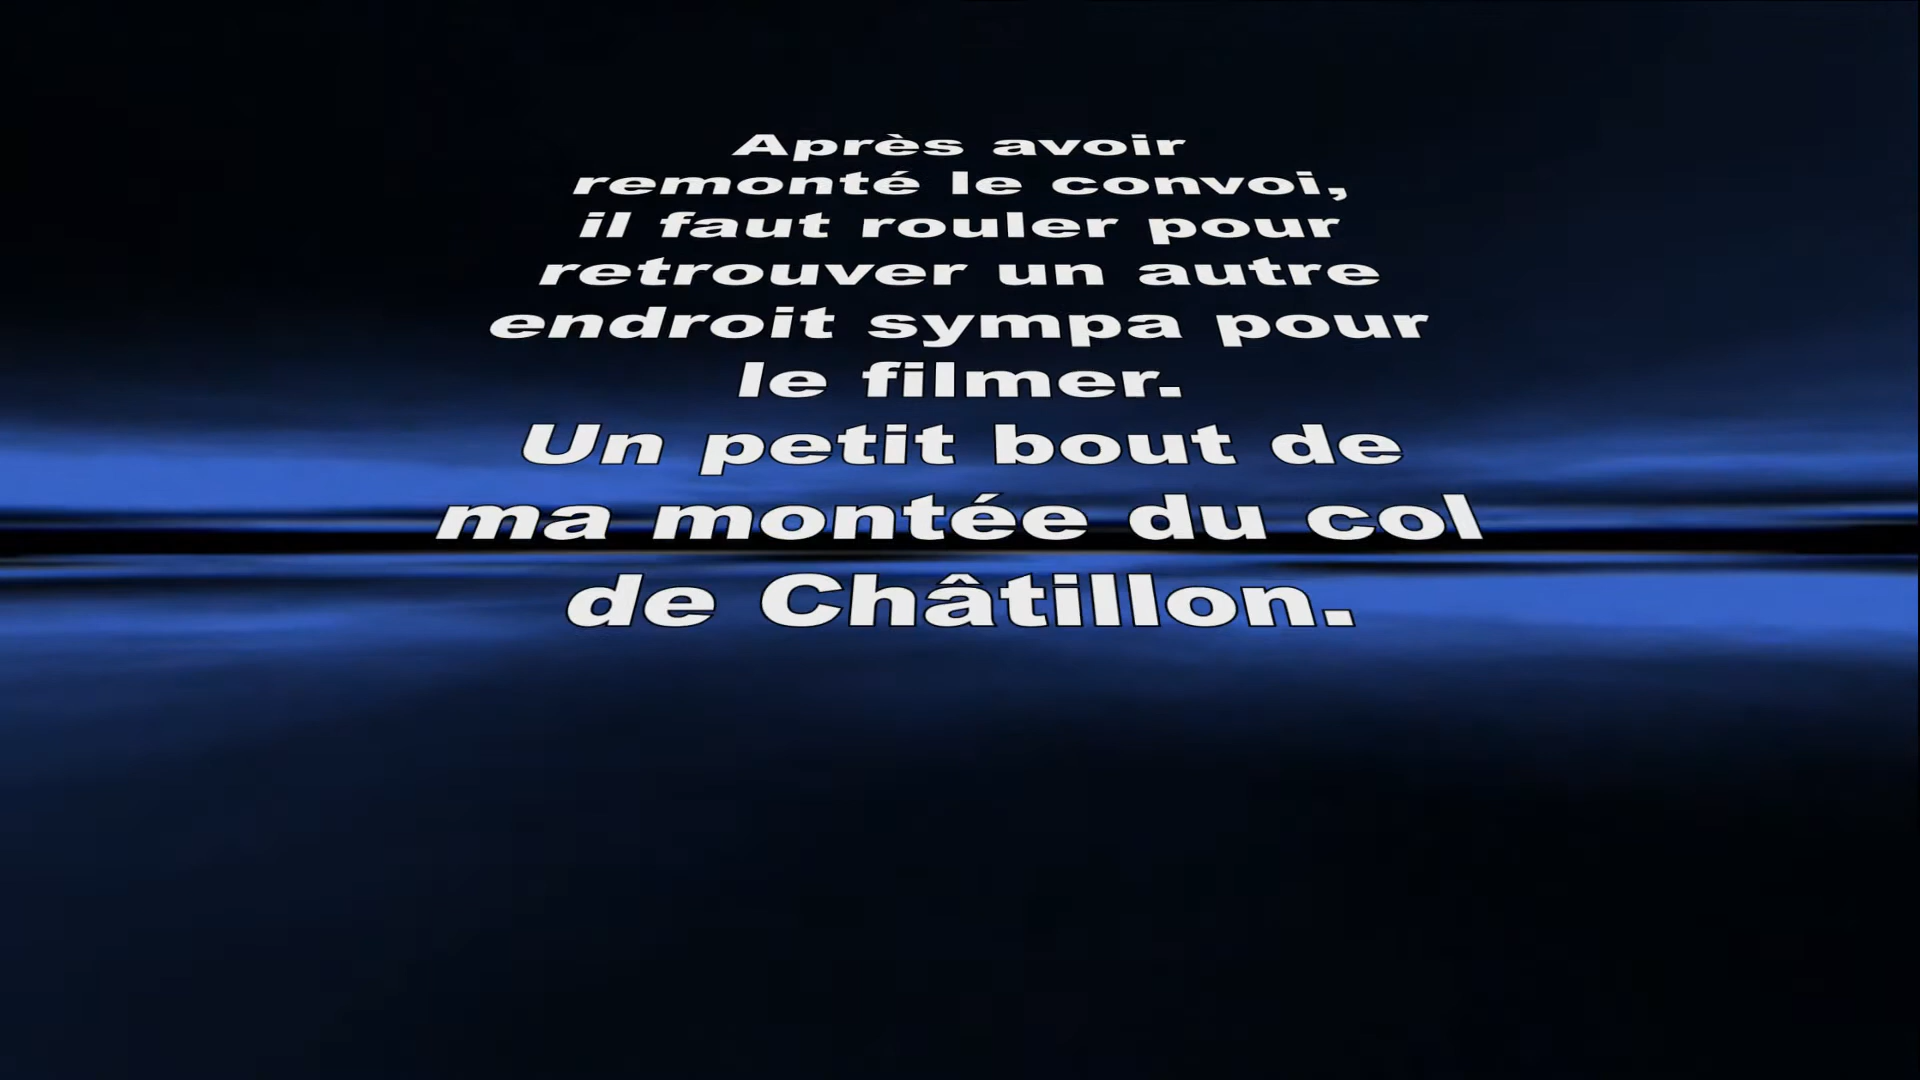 Après avoir
remonté le convoi,
il faut rouler pour
retrouver un autre
endroit sympa pour
le filmer.
Un petit bout de
ma montée du col
de Châtillon.